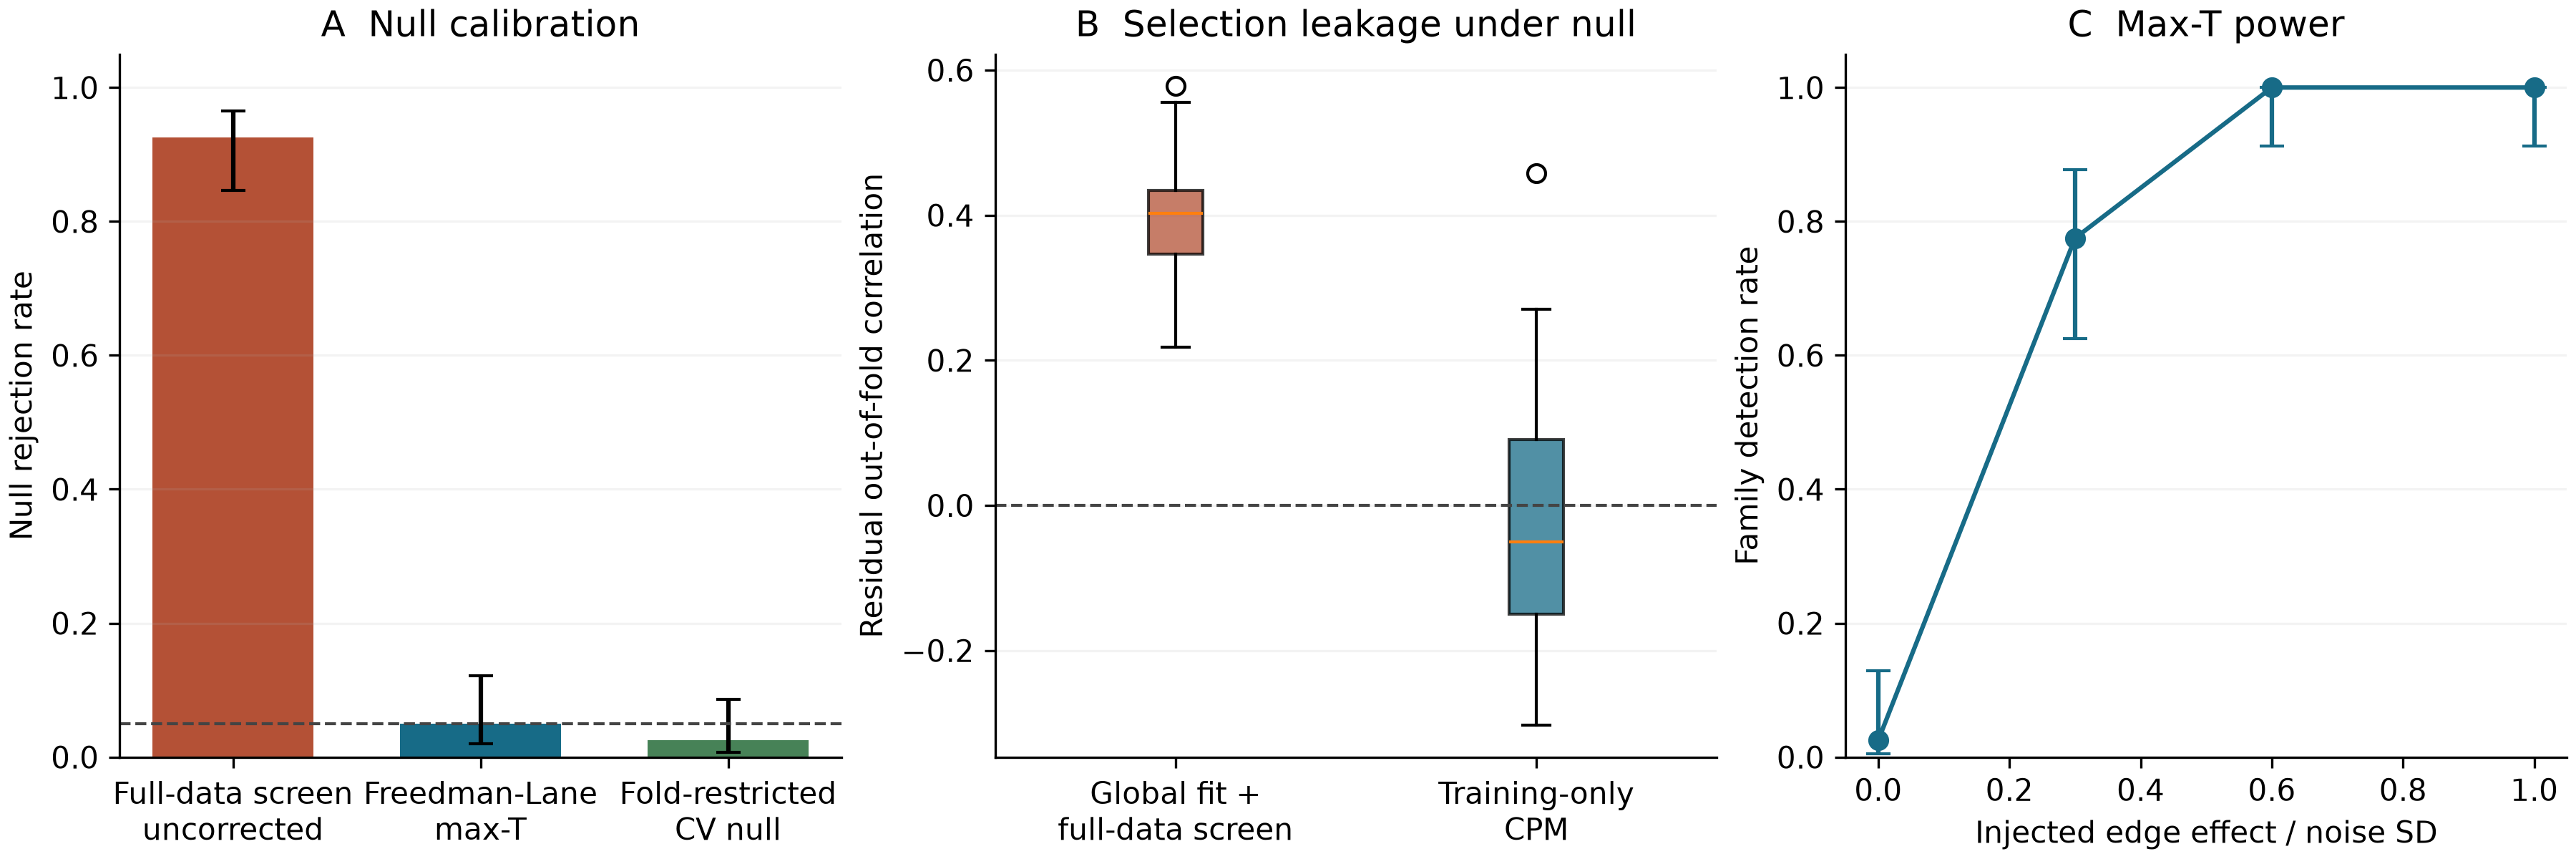 A Null calibration
Null rejection rate
1.0
0.8
0.6
0.4
0.2
0.0
Full-data screen
uncorrected
Freedman-Lane
max-T
Fold-restricted
CV null
B Selection leakage under null
Residual out-of-fold correlation
0.6
0.4
0.2
0.0
−0.2
Global fit +
full-data screen
Training-only
CPM
C Max-T power
Family detection rate
1.0
0.8
0.6
0.4
0.2
0.0
0.0 0.2 0.4 0.6 0.8 1.0
Injected edge effect / noise SD